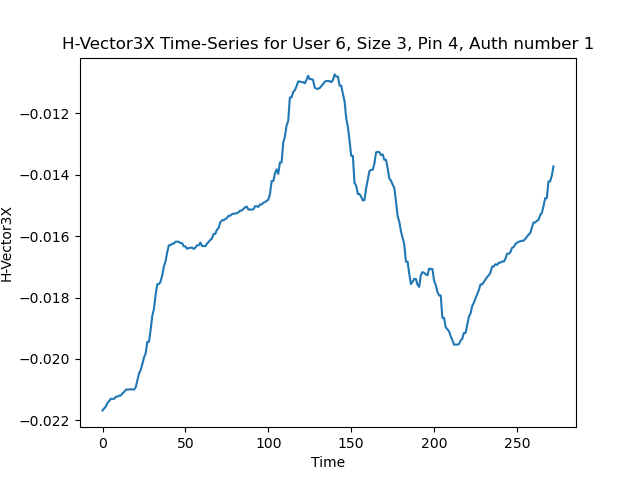 H-Vector3X Time-Series for User 6, Size 3, Pin 4, Auth number 1
H-Vector3X
−0.012
−0.014
−0.016
−0.018
−0.020
−0.022
0 50 100 150 200 250
Time